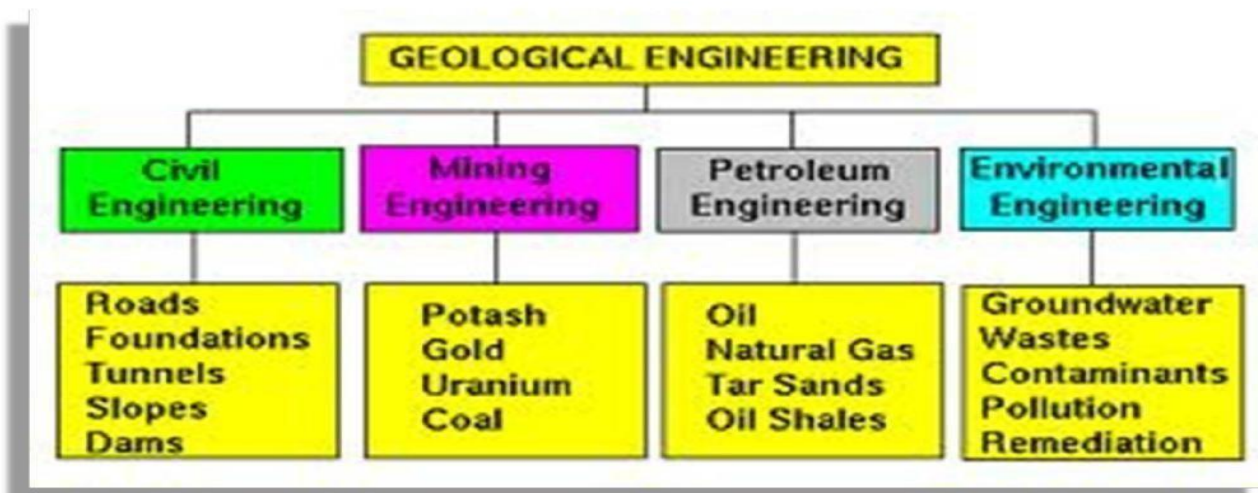 GEOLOGICAL ENGINEERING
Civil
Engineering
Mining
Engineering
Petroleum
Engineering
Environmental
Engineering
Roads
Foundations
Tunnels
Slopes
Dams
Potash
Gold
Uranium
Coal
Oil
Natural Gas
Tar Sands
Oil Shales
Groundwater
Wastes
Contaminants
Pollution
Remediation